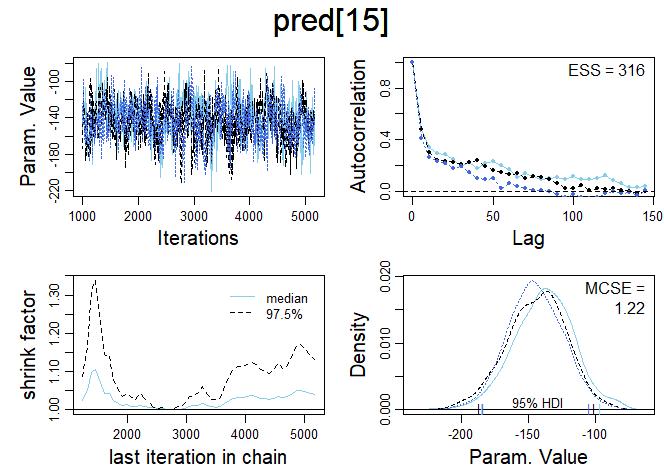 pred[15]
Param. Value
-220
-180
-140
-100
1000
2000
3000
4000
5000
Iterations
Autocorrelation
0.0
0.4
0.8
ESS = 316
0
50
100
150
Lag
shrink factor
1.00
1.10
1.20
1.30
median
97.5%
2000
3000
4000
5000
last iteration in chain
Density
0.000
0.010
0.020
MCSE =
1.22
95% HDI
-200
-150
-100
Param. Value